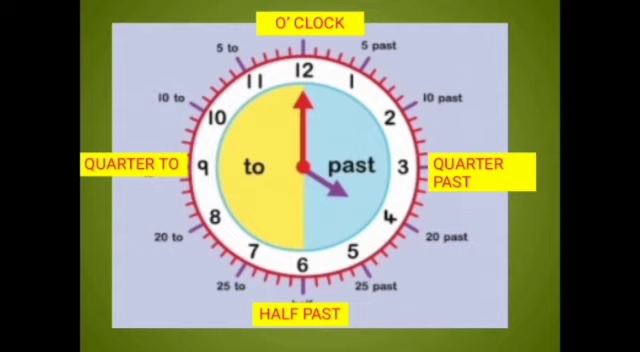 O' CLOCK
5 to
5 past
12
11
1
10 to
10 past
10
2
QUARTER TO
9
to
past
3
QUARTER
PAST
8
4
20 to
20 past
7
5
6
25 to
25 past
HALF PAST